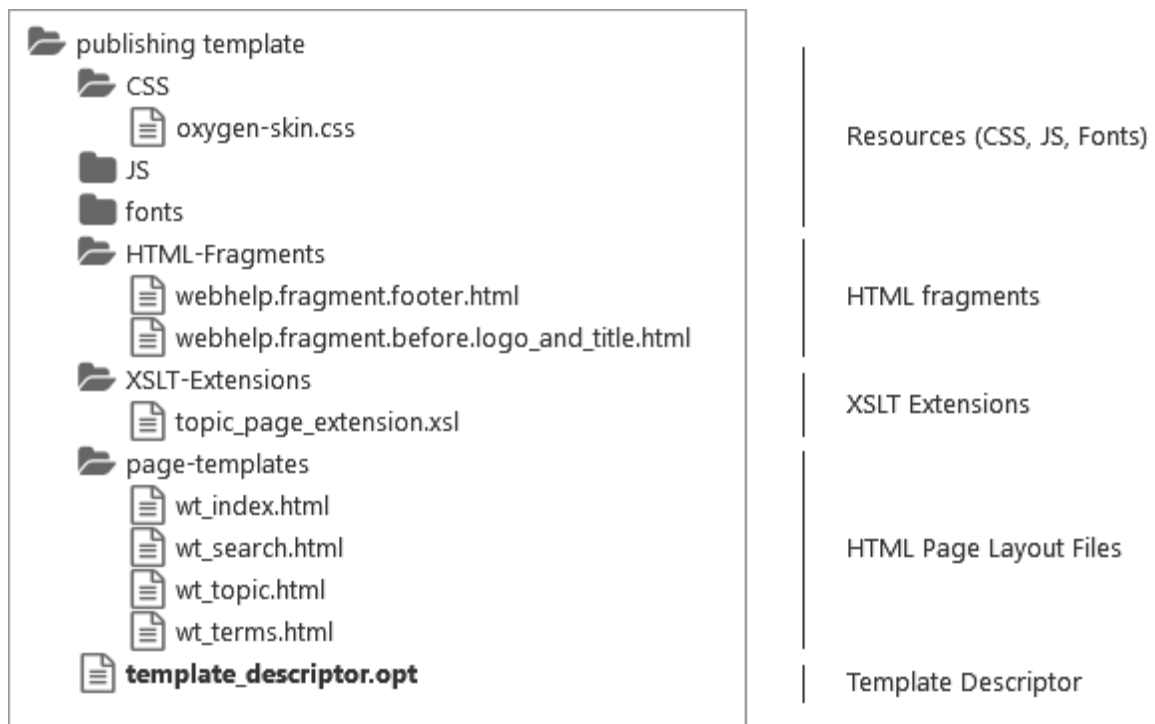 publishing template
CSS
oxygen-skin.css
JS
fonts
HTML-Fragments
webhelp.fragment.footer.html
webhelp.fragment.before.logo_and_title.html
XSLT-Extensions
topic_page_extension.xsl
page-templates
wt_index.html
wt_search.html
wt_topic.html
wt_terms.html
template_descriptor.opt
Resources (CSS, JS, Fonts)
HTML fragments
XSLT Extensions
HTML Page Layout Files
Template Descriptor